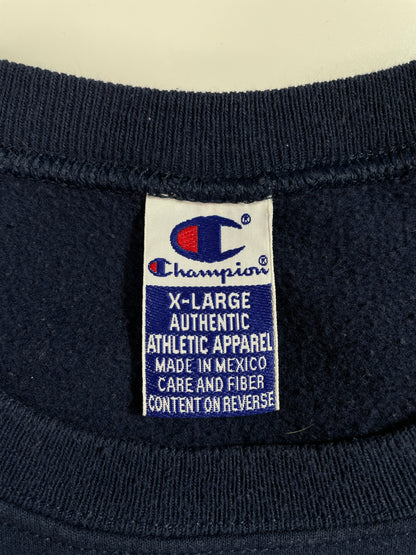 C®
Champion®
X-LARGE
AUTHENTIC
ATHLETIC APPAREL
MADE IN MEXICO
CARE AND FIBER
CONTENT ON REVERSE